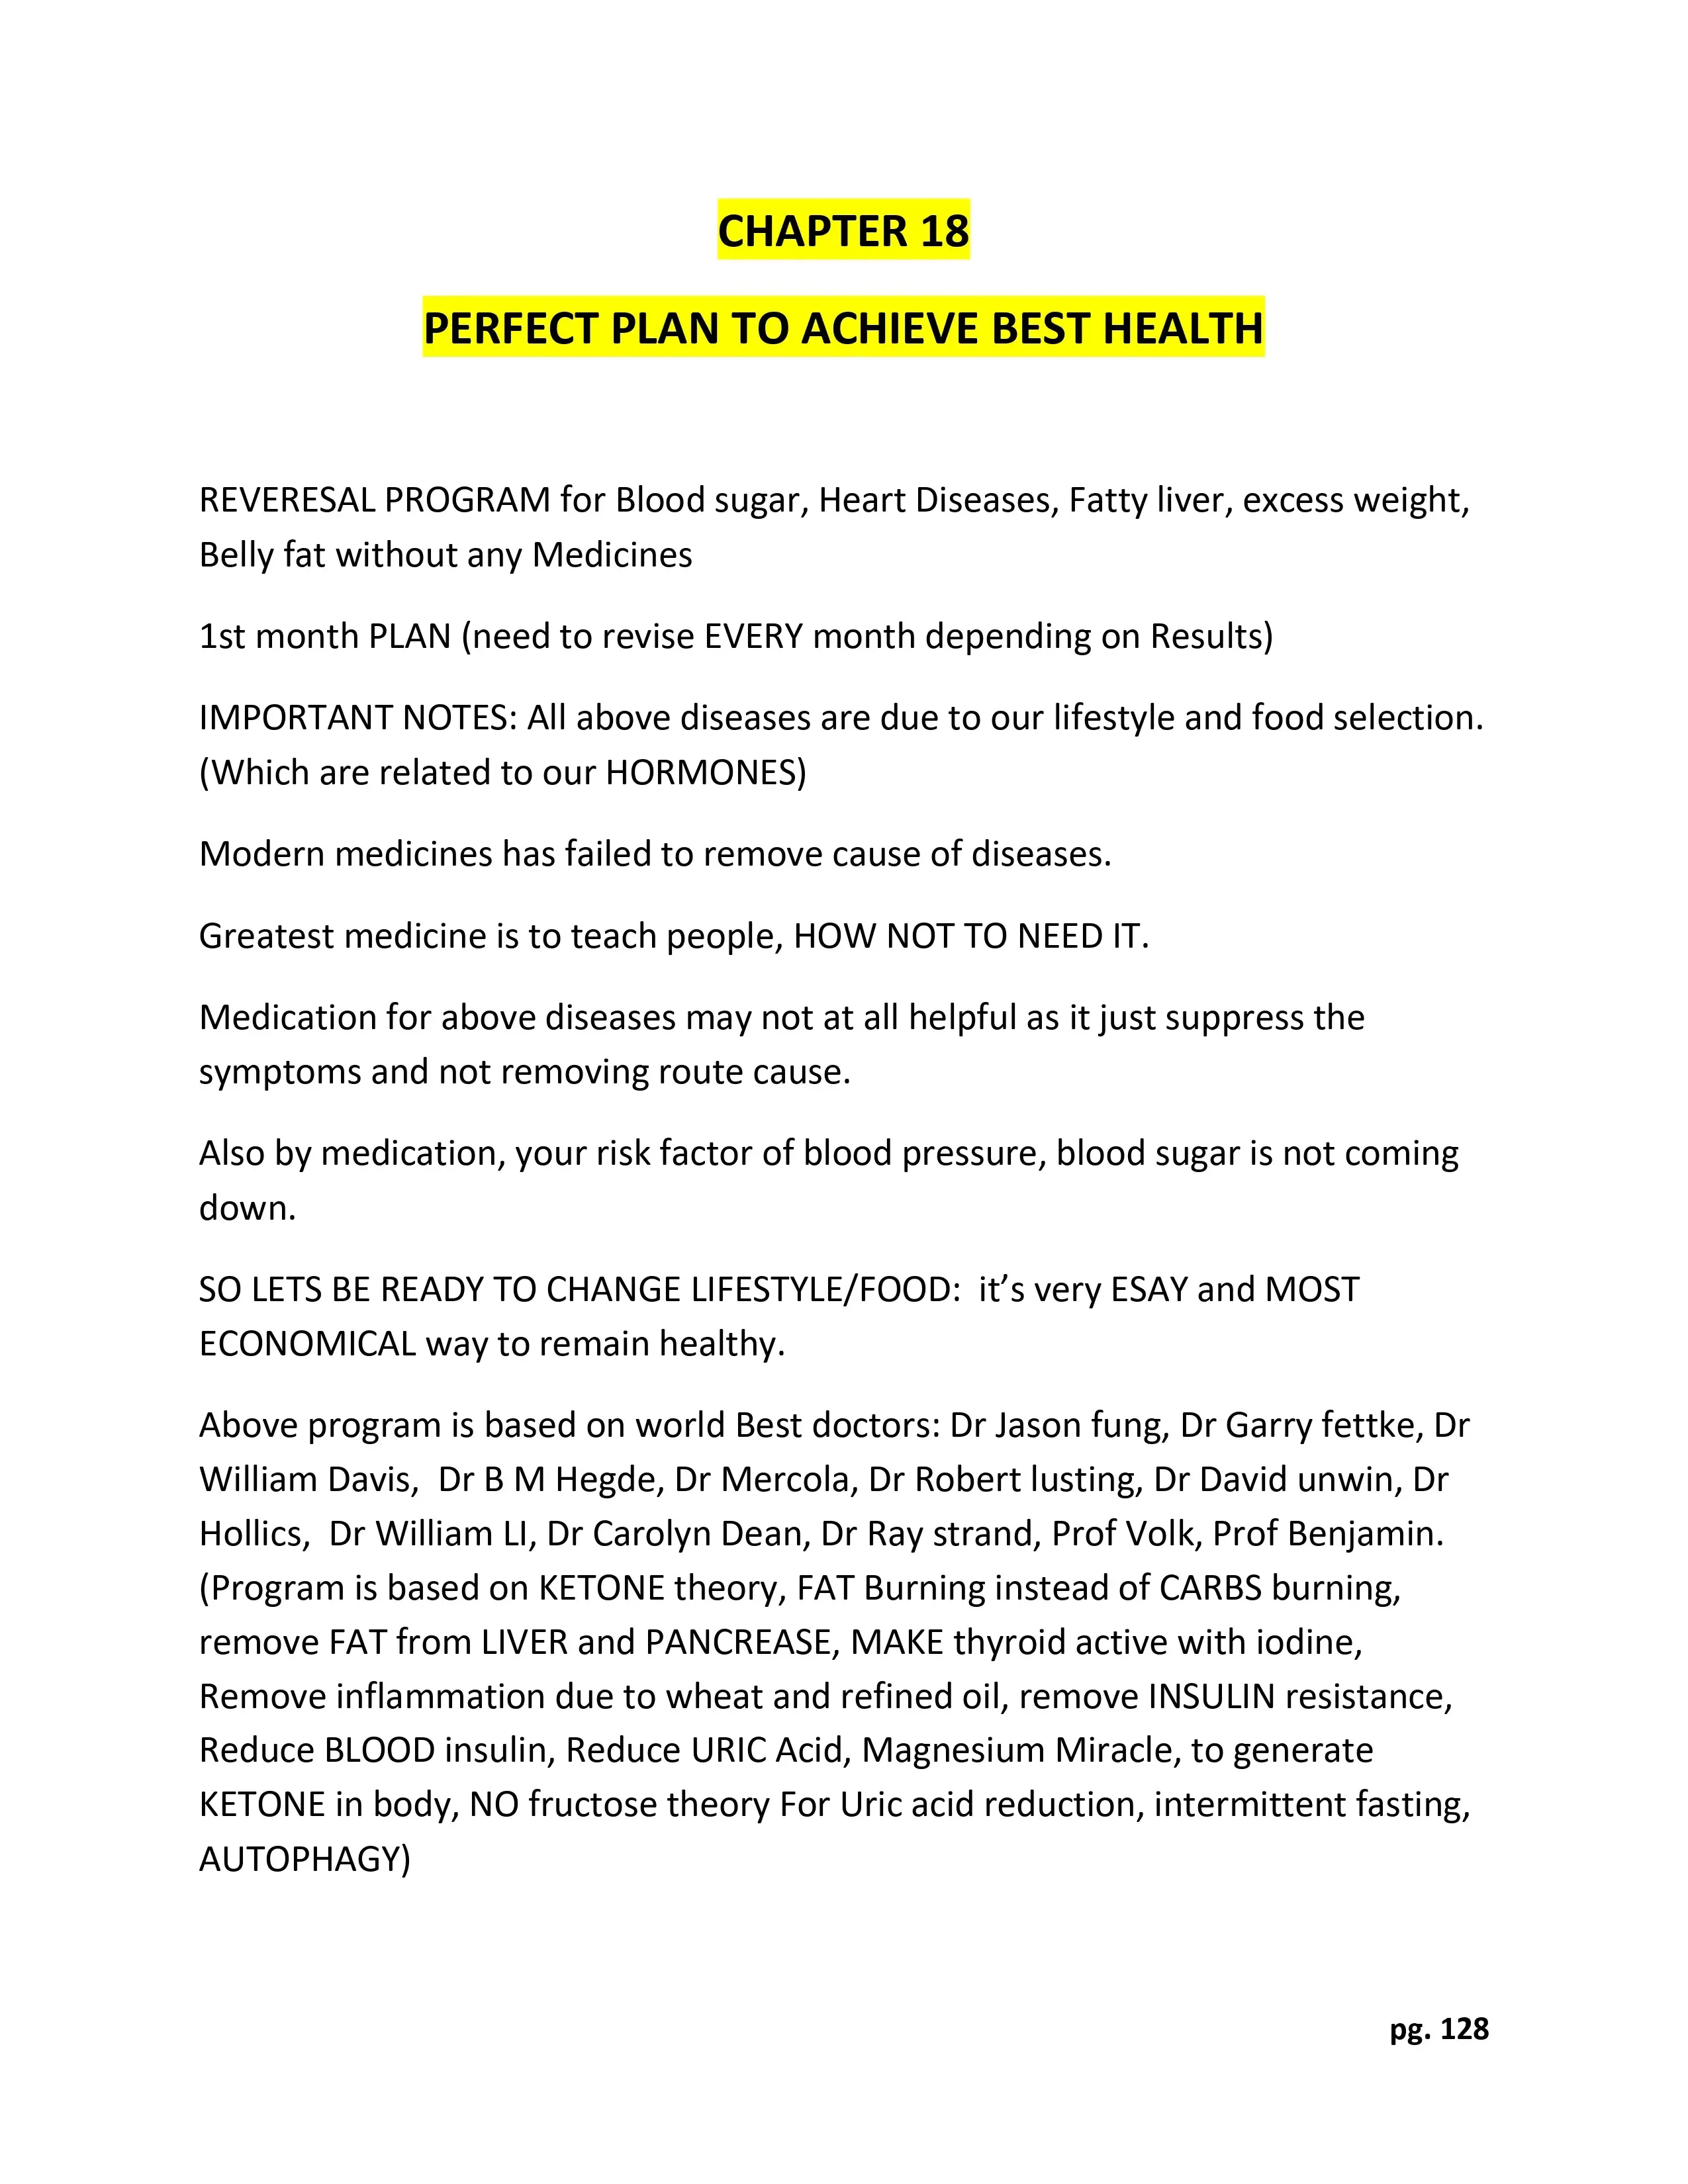 CHAPTER 18
PERFECT PLAN TO ACHIEVE BEST HEALTH
REVERESAL PROGRAM for Blood sugar, Heart Diseases, Fatty liver, excess weight,
Belly fat without any Medicines
1st month PLAN (need to revise EVERY month depending on Results)
IMPORTANT NOTES: All above diseases are due to our lifestyle and food selection.
(Which are related to our HORMONES)
Modern medicines has failed to remove cause of diseases.
Greatest medicine is to teach people, HOW NOT TO NEED IT.
Medication for above diseases may not at all helpful as it just suppress the
symptoms and not removing route cause.
Also by medication, your risk factor of blood pressure, blood sugar is not coming
down.
SO LETS BE READY TO CHANGE LIFESTYLE/FOOD:  it’s very ESAY and MOST
ECONOMICAL way to remain healthy.
Above program is based on world Best doctors: Dr Jason fung, Dr Garry fettke, Dr
William Davis,  Dr B M Hegde, Dr Mercola, Dr Robert lusting, Dr David unwin, Dr
Hollics,  Dr William LI, Dr Carolyn Dean, Dr Ray strand, Prof Volk, Prof Benjamin.
(Program is based on KETONE theory, FAT Burning instead of CARBS burning,
remove FAT from LIVER and PANCREASE, MAKE thyroid active with iodine,
Remove inflammation due to wheat and refined oil, remove INSULIN resistance,
Reduce BLOOD insulin, Reduce URIC Acid, Magnesium Miracle, to generate
KETONE in body, NO fructose theory For Uric acid reduction, intermittent fasting,
AUTOPHAGY)
pg. 128